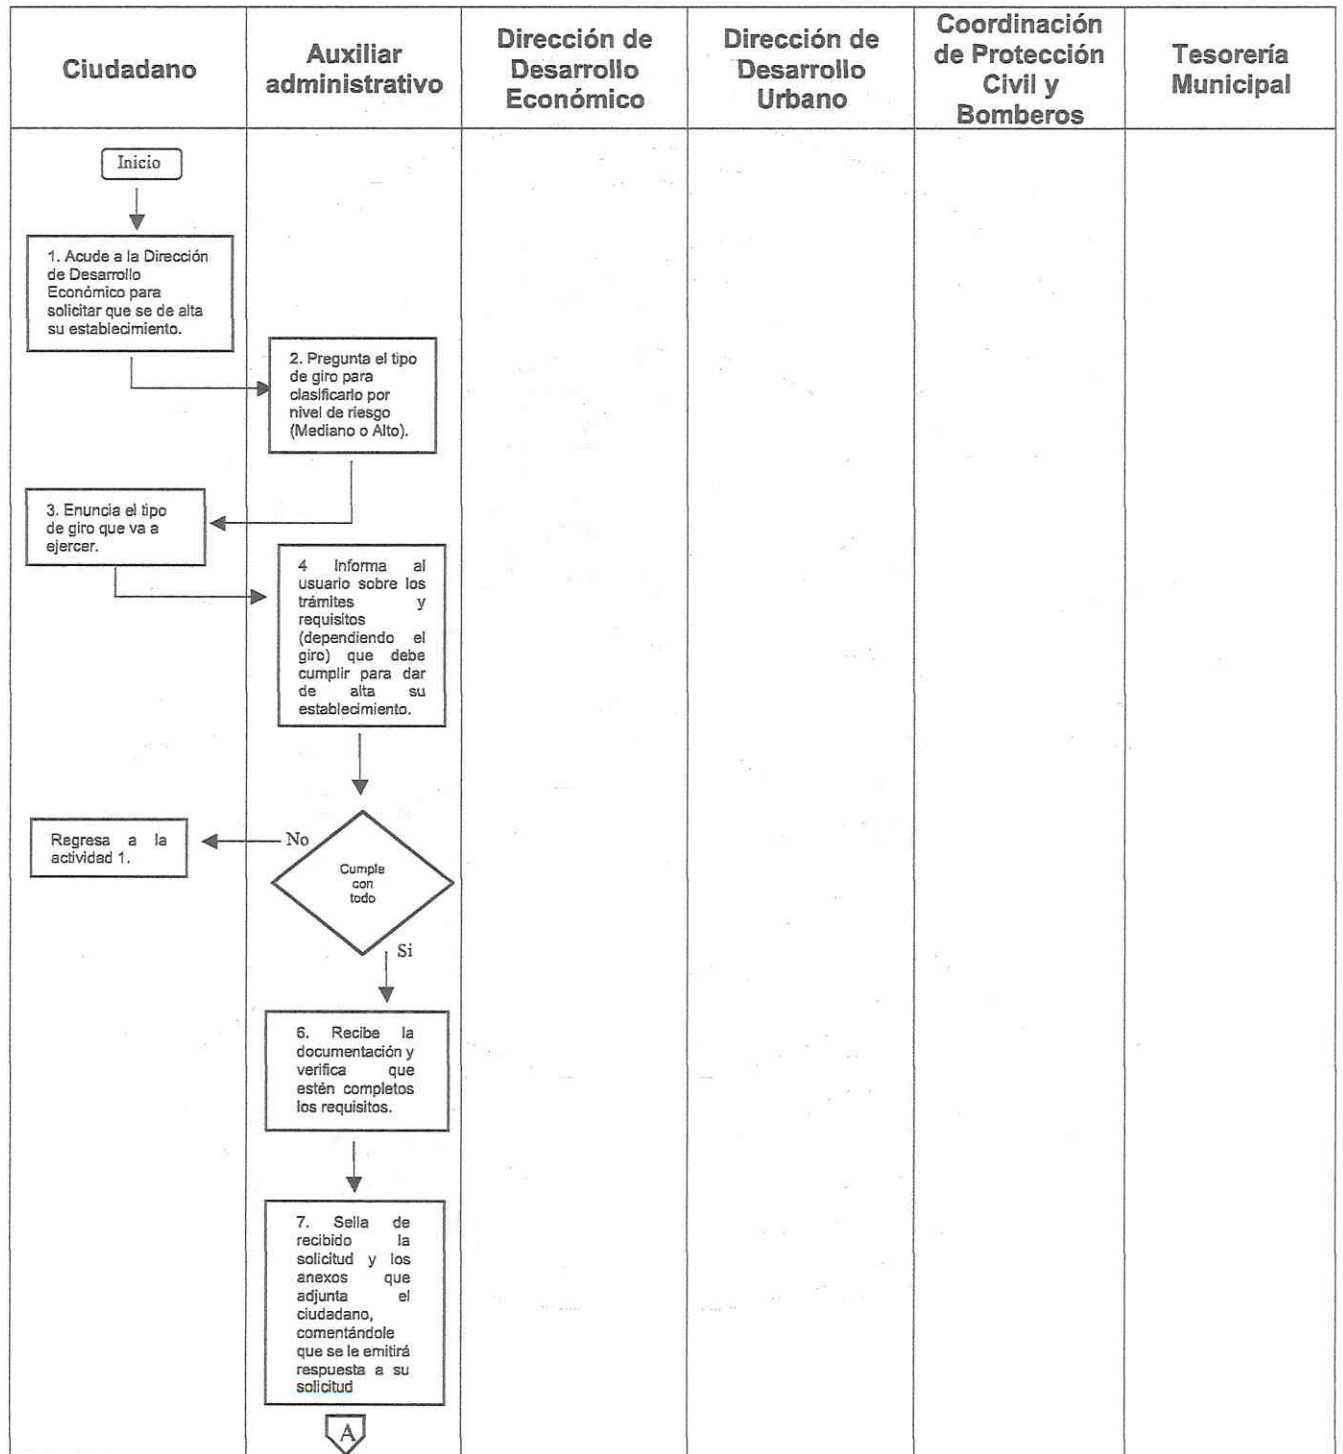 Ciudadano
Auxiliar
administrativo
Dirección de
Desarrollo
Económico
Dirección de
Desarrollo
Urbano
Coordinación
de Protección
Civil y
Bomberos
Tesorería
Municipal
Inicio
1. Acude a la Dirección
de Desarrollo
Económico para
solicitar que se de alta
su establecimiento.
2. Pregunta el tipo
de giro para
clasificarlo por
nivel de riesgo
(Mediano o Alto).
3. Enuncia el tipo
de giro que va a
ejercer.
4 Informa al
usuario sobre los
trámites y
requisitos
(dependiendo el
giro) que debe
cumplir para dar
de alta su
establecimiento.
Regresa a la
actividad 1.
No
Cumple
con
todo
Si
6. Recibe la
documentación y
verifica que
estén completos
los requisitos.
7. Sella de
recibido la
solicitud y los
anexos que
adjunta el
ciudadano,
comentándole
que se le emitirá
respuesta a su
solicitud
A